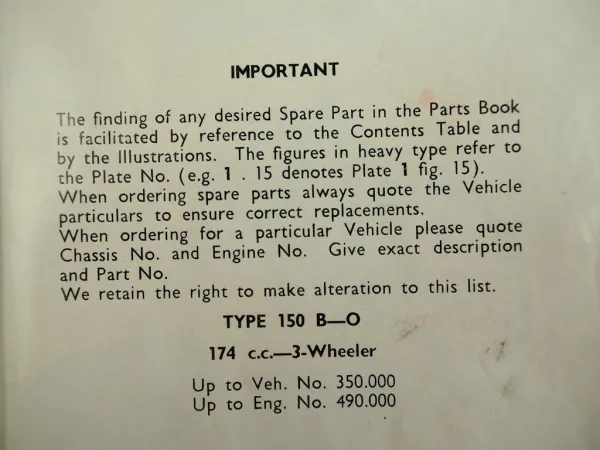 IMPORTANT
The finding of any desired Spare Part in the Parts Book
is facilitated by reference to the Contents Table and
by the Illustrations. The figures in heavy type refer to
the Plate No. (e.g. 1 . 15 denotes Plate 1 fig. 15).
When ordering spare parts always quote the Vehicle
particulars to ensure correct replacements.
When ordering for a particular Vehicle please quote
Chassis No. and Engine No. Give exact description
and Part No.
We retain the right to make alteration to this list.
TYPE 150 B—O
174 c.c.—3-Wheeler
Up to Veh. No. 350.000
Up to Eng. No. 490.000